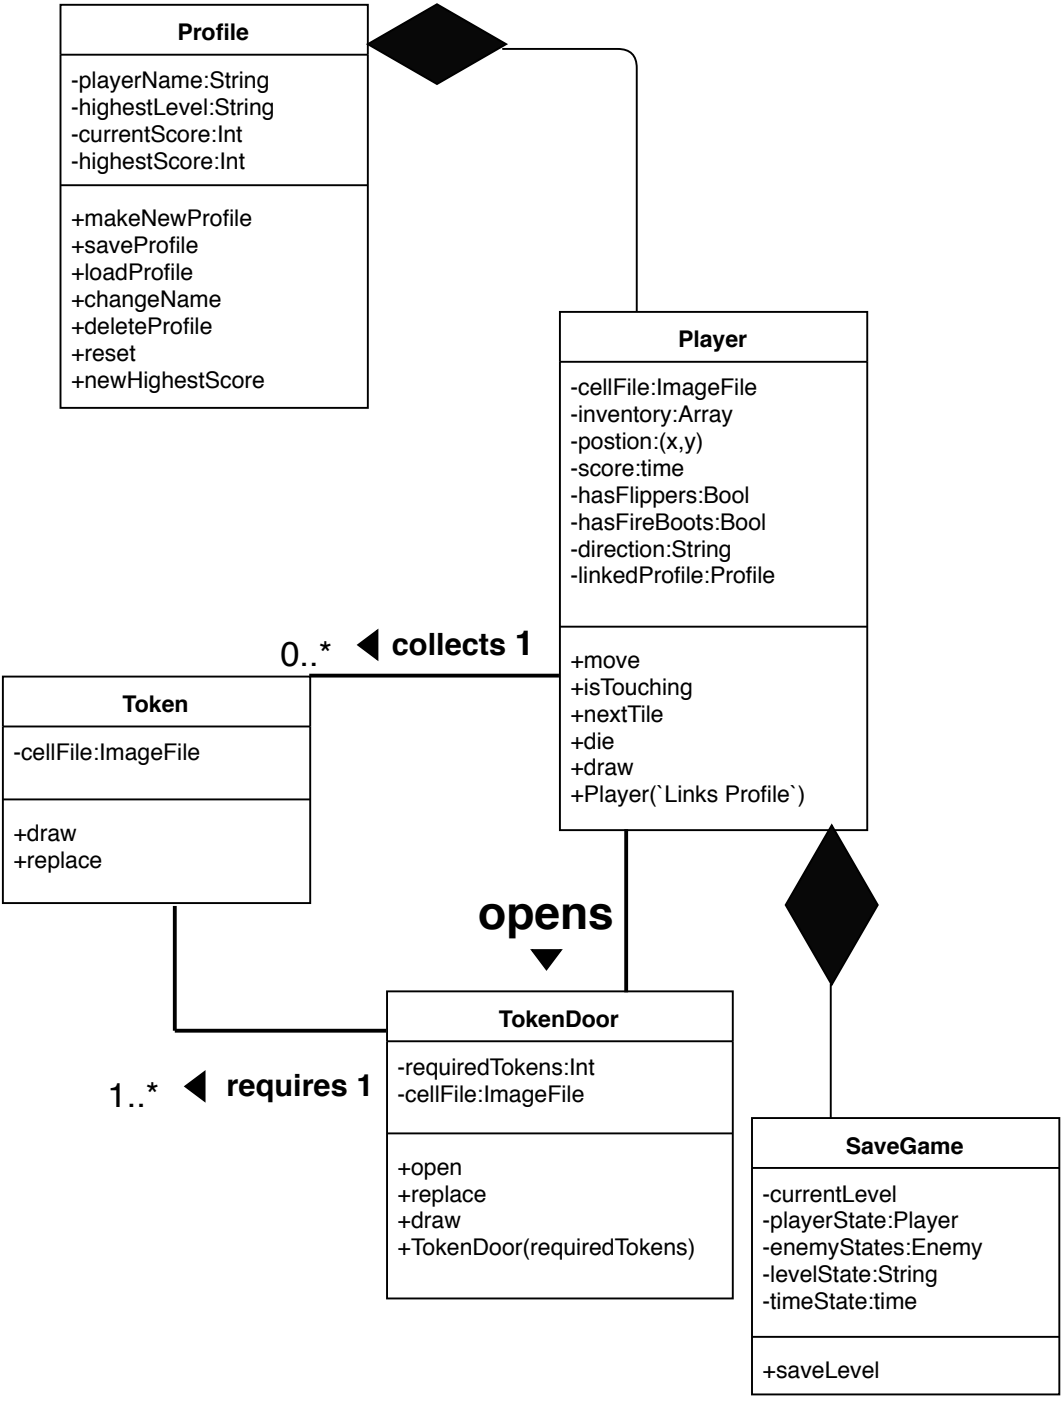 Profile
-playerName:String
-highestLevel:String
-currentScore:Int
-highestScore:Int
+makeNewProfile
+saveProfile
+loadProfile
+changeName
+deleteProfile
+reset
+newHighestScore
Player
-cellFile:ImageFile
-inventory:Array
-postion:(x,y)
-score:time
-hasFlippers:Bool
-hasFireBoots:Bool
-direction:String
-linkedProfile:Profile
+move
+isTouching
+nextTile
+die
+draw
+Player(`Links Profile`)
0..* collects 1
Token
-cellFile:ImageFile
+draw
+replace
opens
1..* requires 1
TokenDoor
-requiredTokens:Int
-cellFile:ImageFile
+open
+replace
+draw
+TokenDoor(requiredTokens)
SaveGame
-currentLevel
-playerState:Player
-enemyStates:Enemy
-levelState:String
-timeState:time
+saveLevel